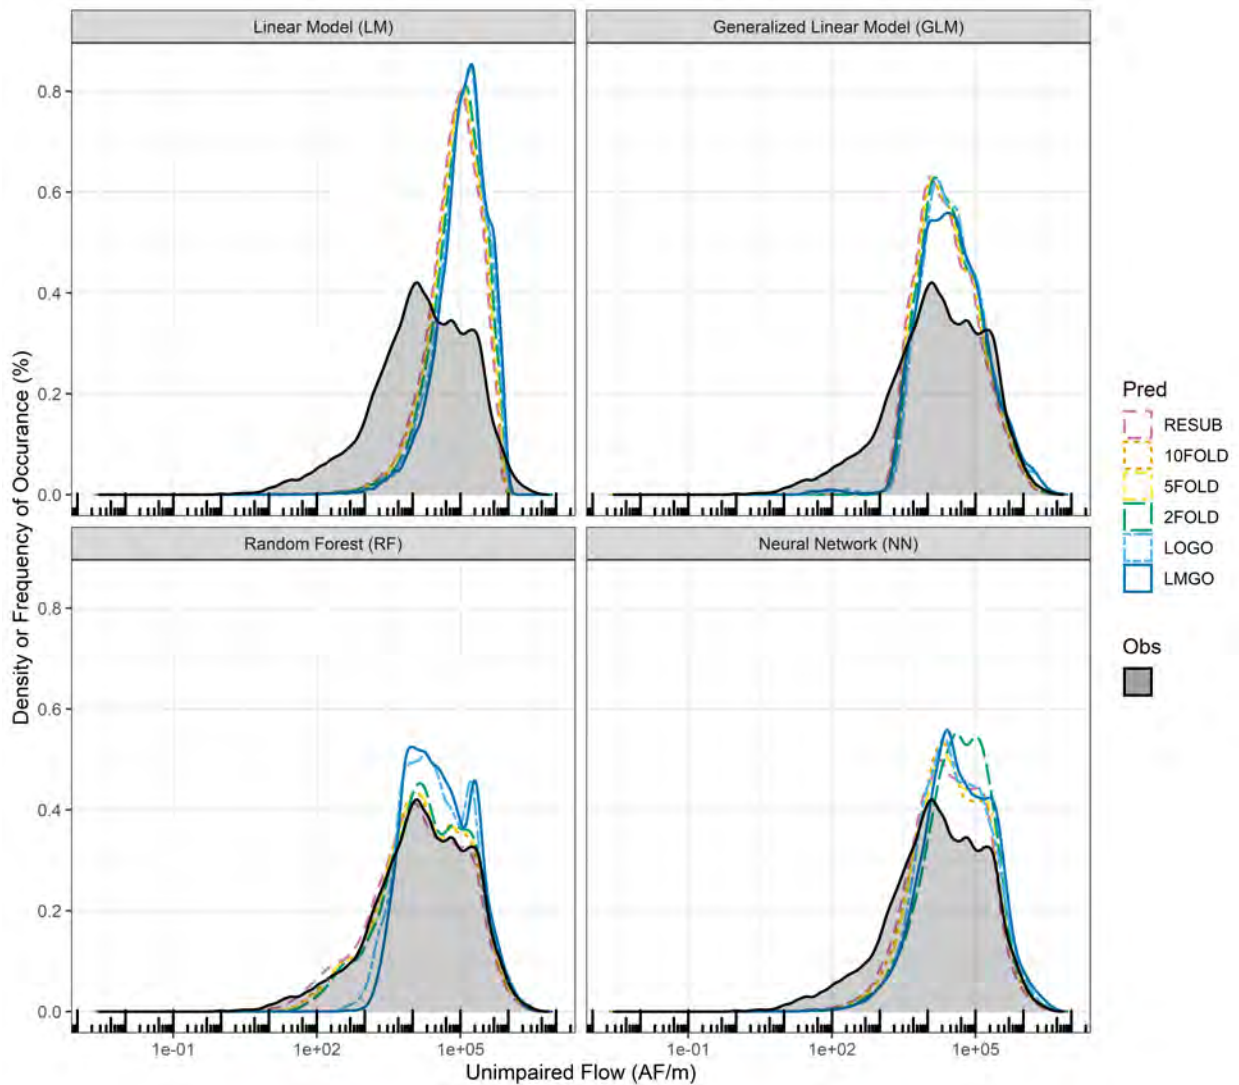 Linear Model (LM)
Generalized Linear Model (GLM)
0.8
0.6
0.4
0.2
0.0
Random Forest (RF)
Neural Network (NN)
0.8
0.6
0.4
0.2
0.0
1e-01
1e+02
1e+05
1e-01
1e+02
1e+05
Unimpaired Flow (AF/m)
Density or Frequency of Occurance (%)
Pred
RESUB
10FOLD
5FOLD
2FOLD
LOGO
LMGO
Obs